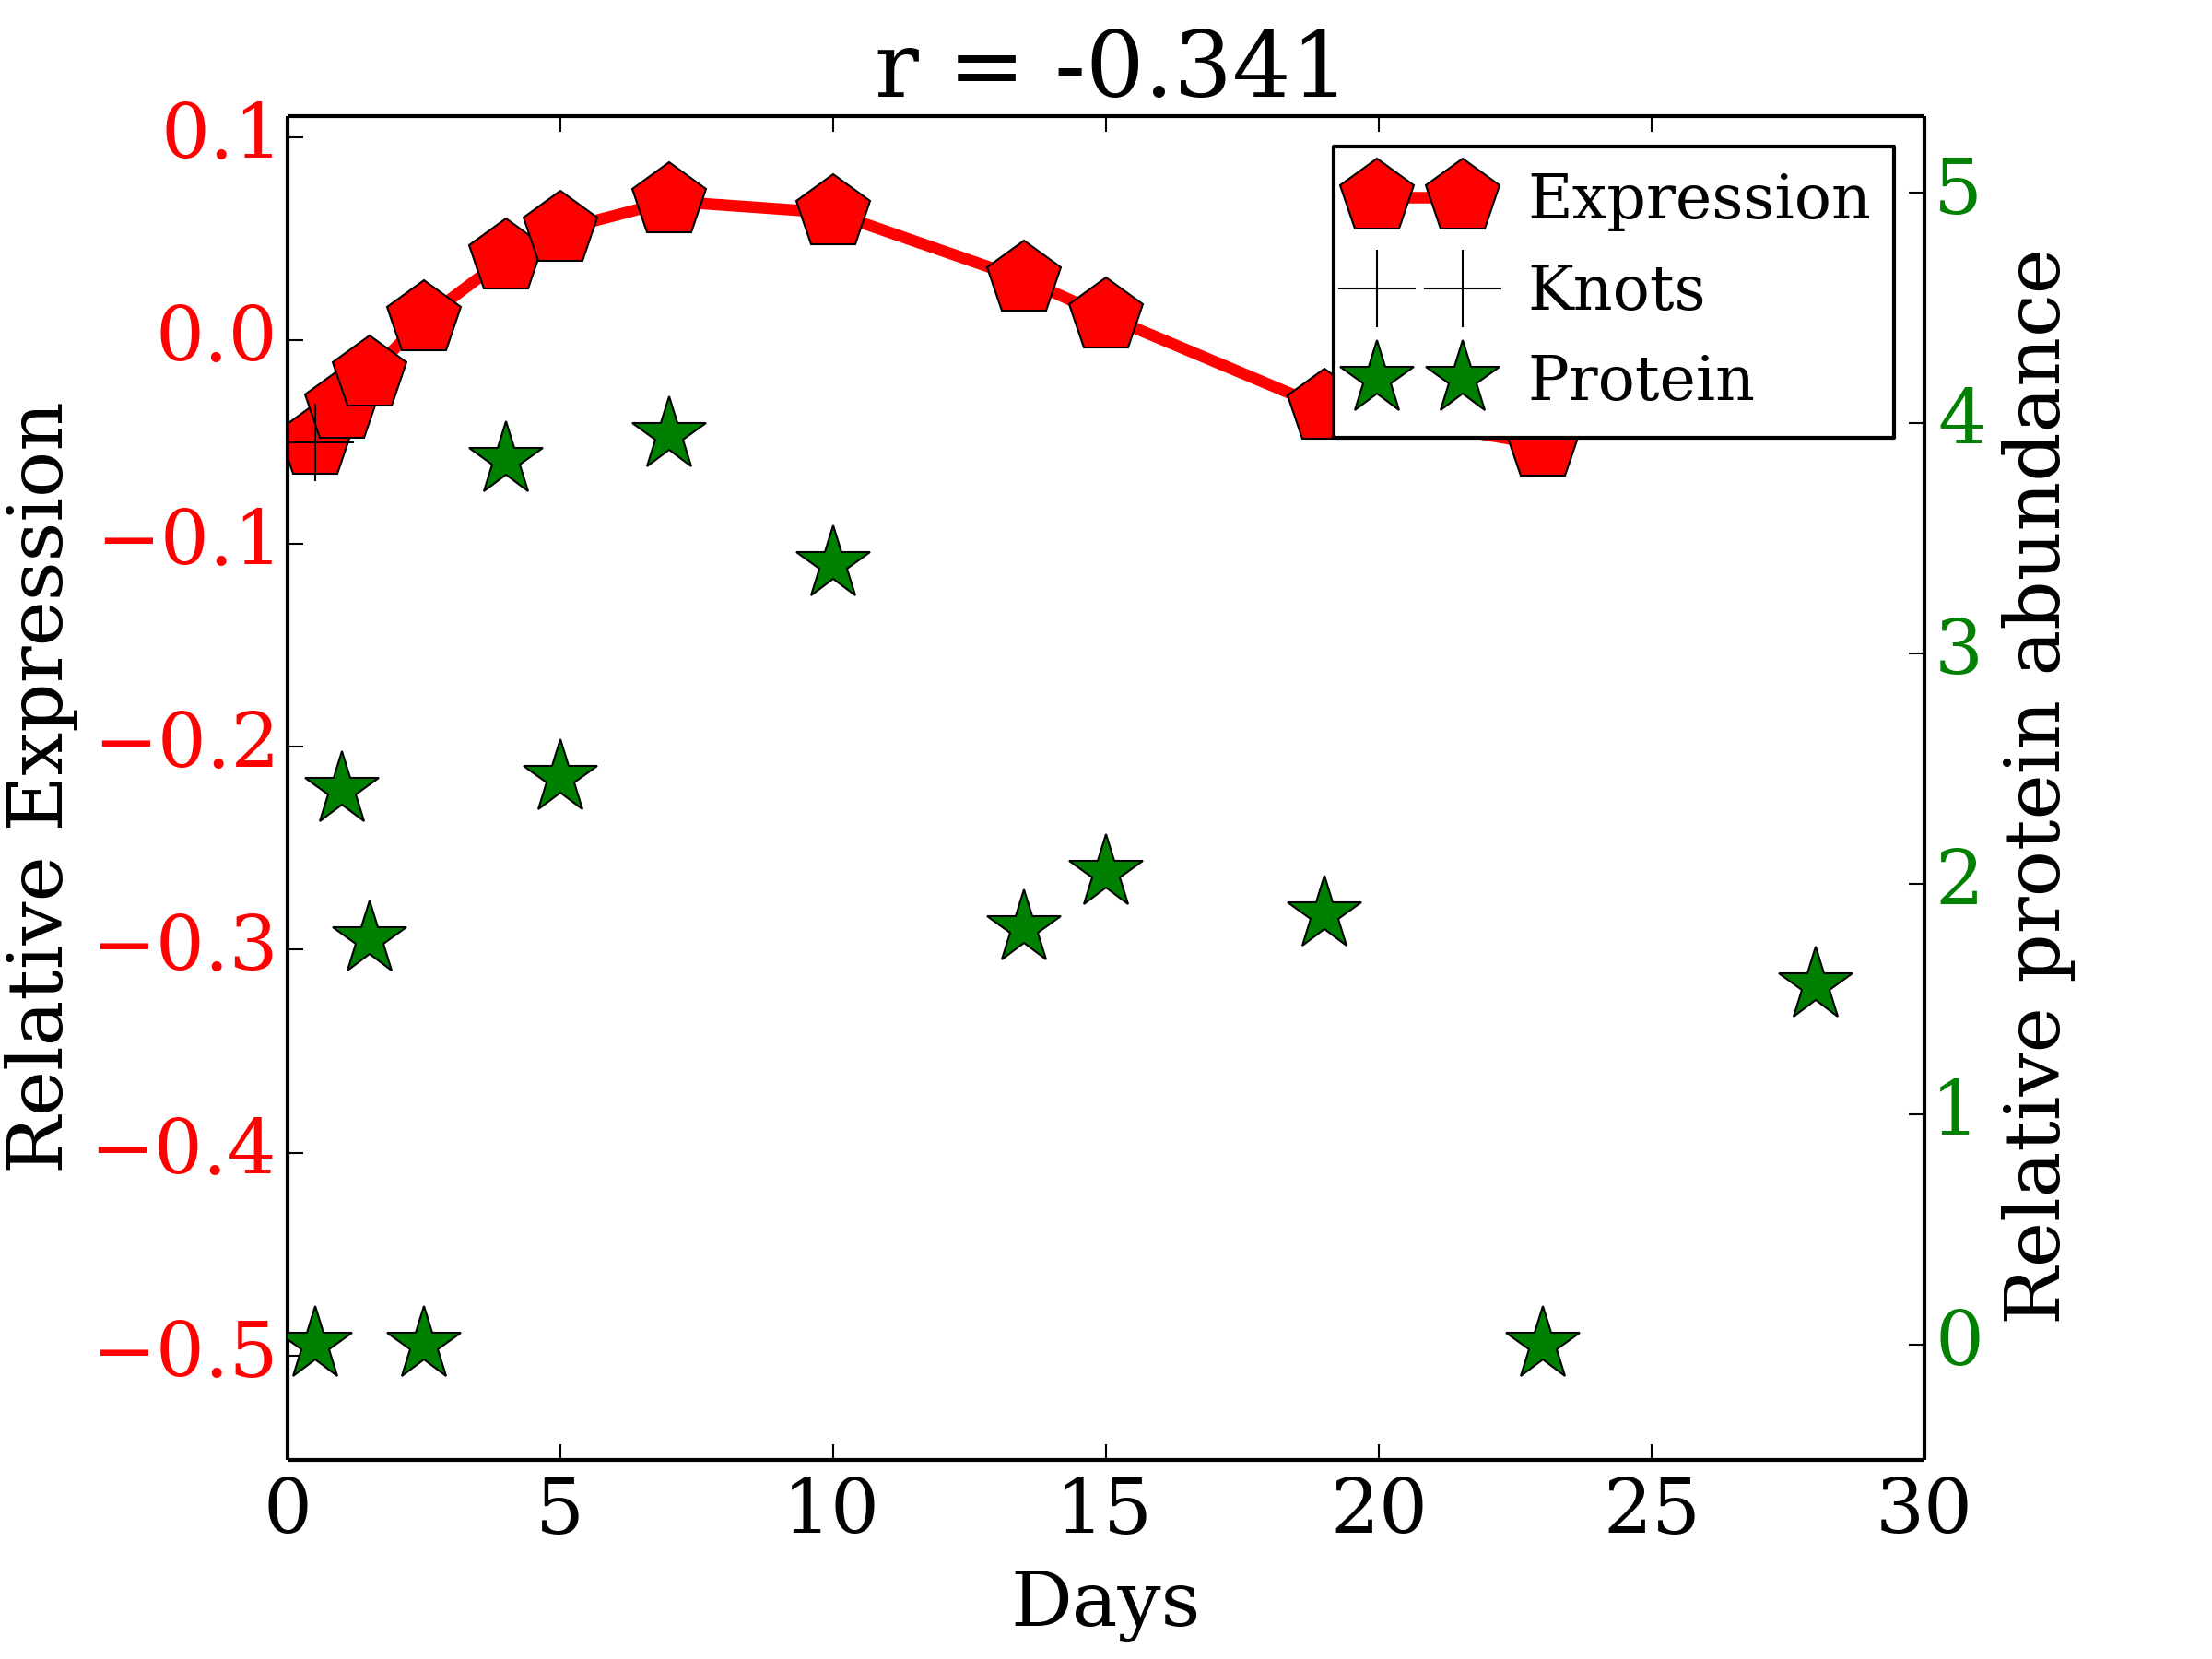 r = -0.341
0.1
0.0
−0.1
−0.2
−0.3
−0.4
−0.5
Relative Expression
Expression
Knots
Protein
5
4
3
2
1
0
Relative protein abundance
0 5 10 15 20 25 30
Days